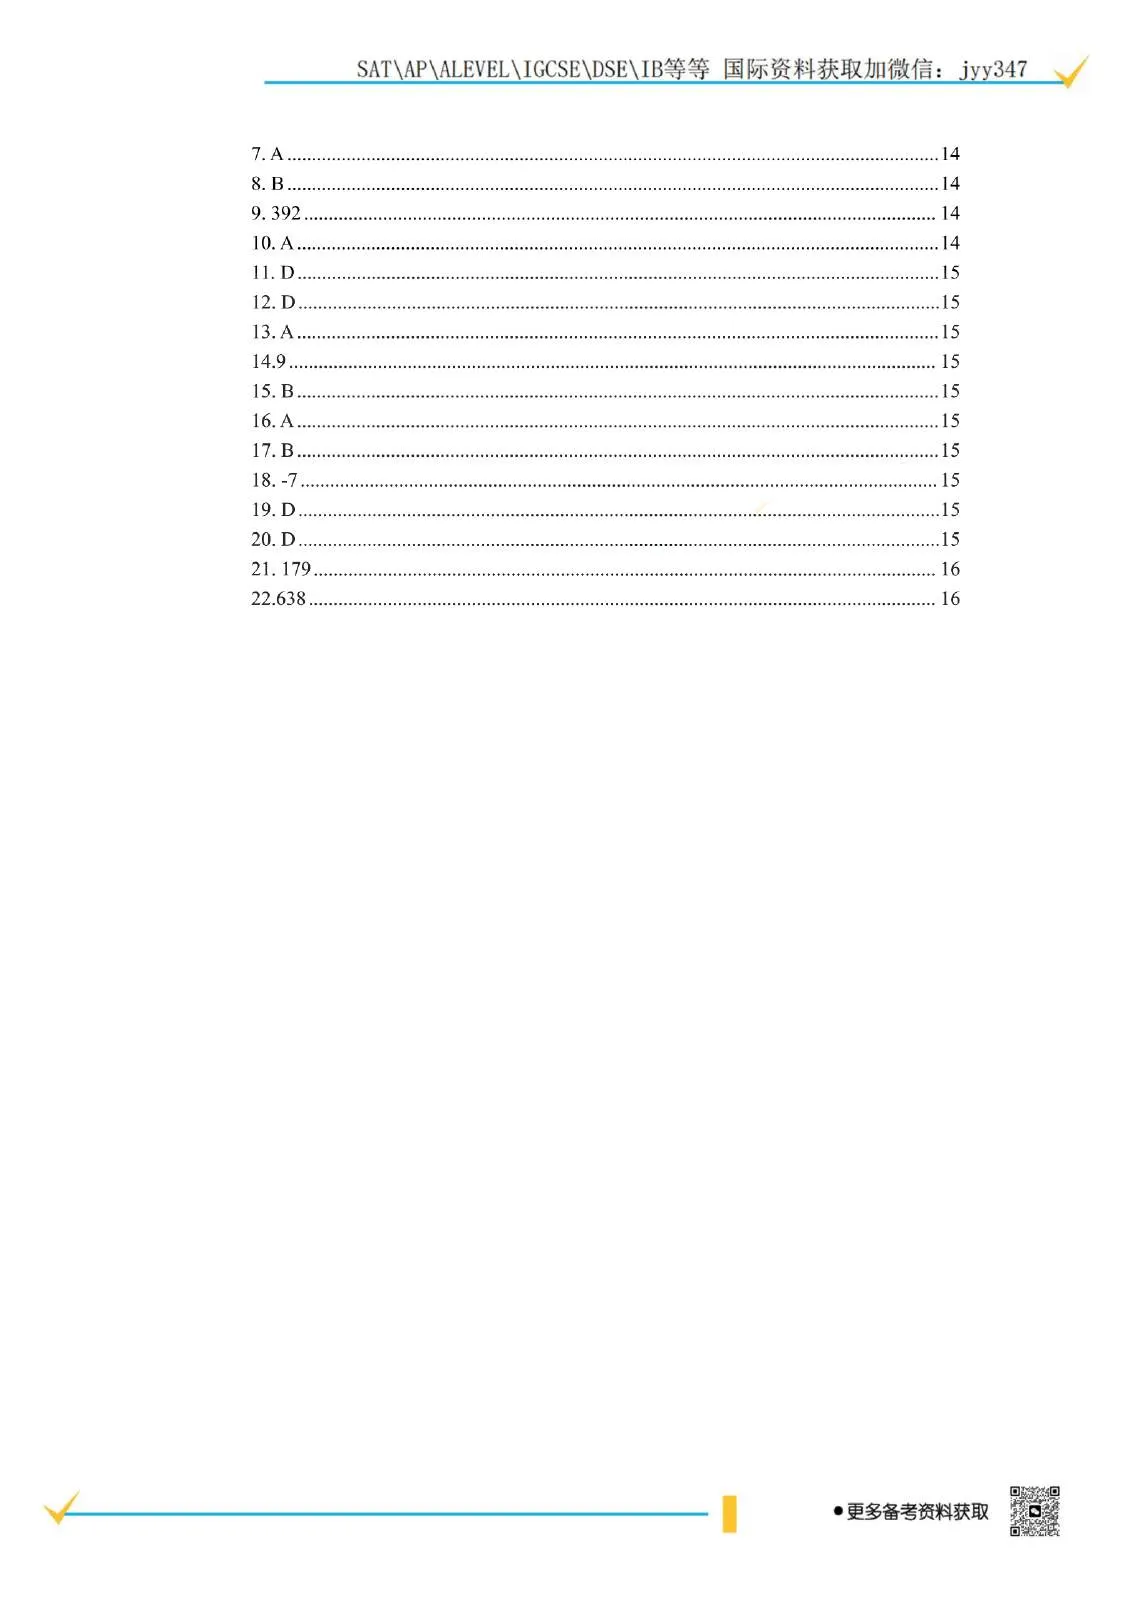 SAT\AP\ALEVEL\IGCSE\DSE\IB等等 国际资料获取加微信：jyy347
7. A........................................14
8. B........................................14
9. 392........................................ 14
10. A........................................14
11. D........................................15
12. D........................................15
13. A........................................15
14.9........................................ 15
15. B........................................15
16. A........................................15
17. B........................................15
18. -7........................................ 15
19. D........................................15
20. D........................................15
21. 179........................................ 16
22.638........................................ 16
●更多备考资料获取